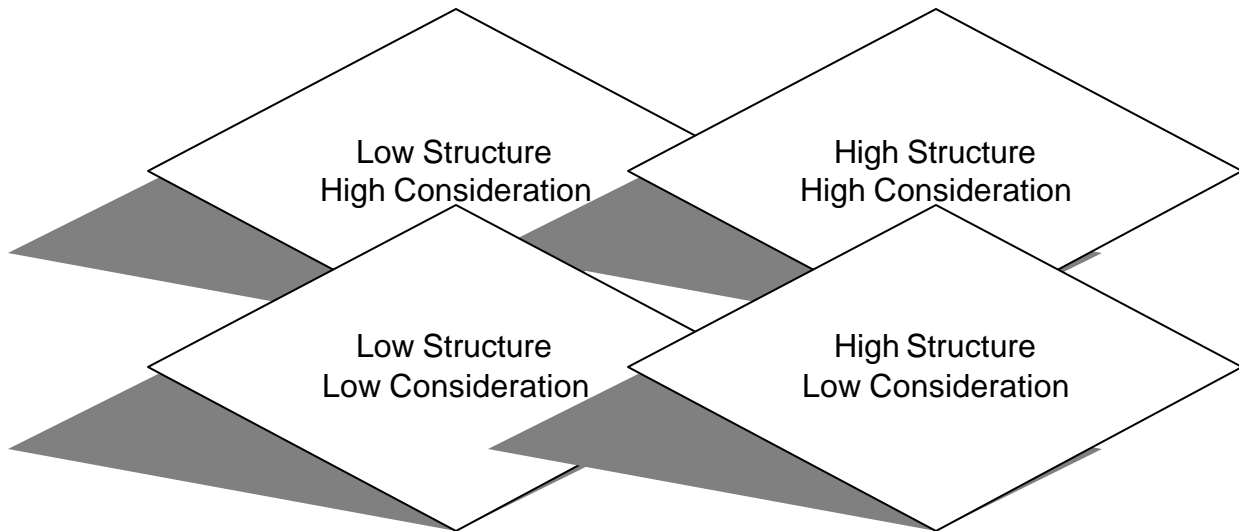 Low Structure
High Consideration
High Structure
High Consideration
Low Structure
Low Consideration
High Structure
Low Consideration